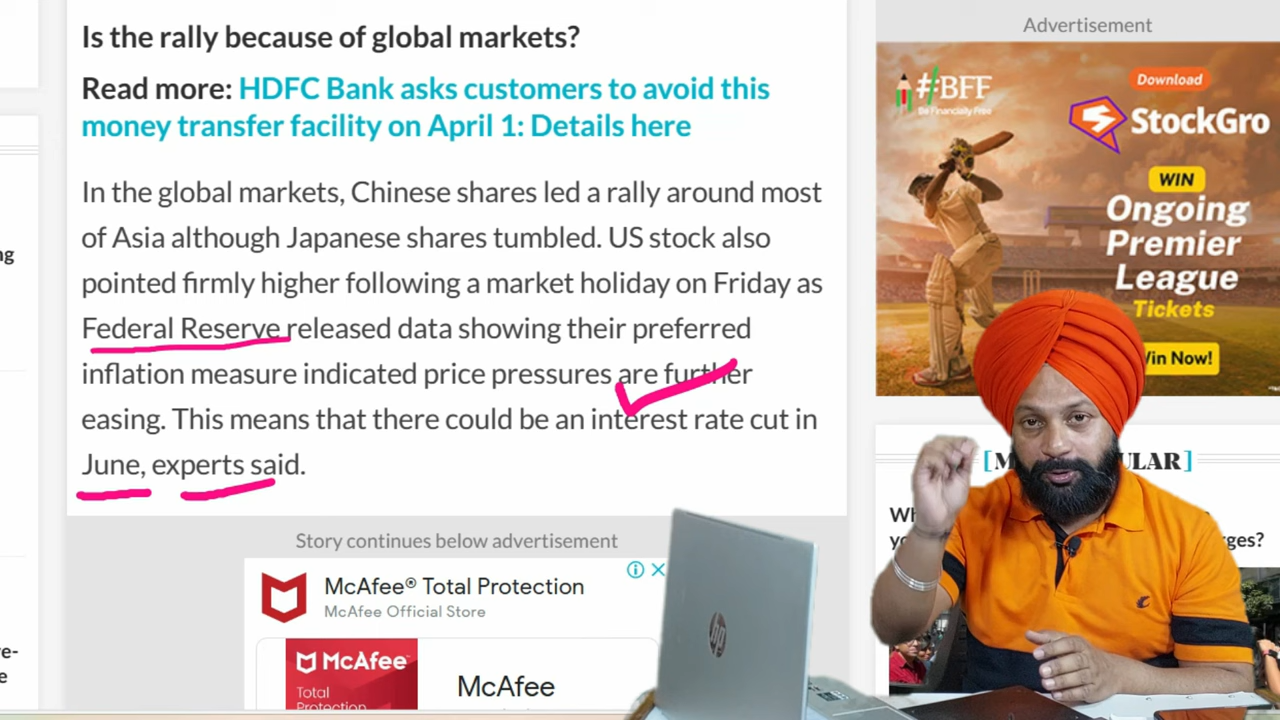 Is the rally because of global markets?
Read more: HDFC Bank asks customers to avoid this
money transfer facility on April 1: Details here
In the global markets, Chinese shares led a rally around most
of Asia although Japanese shares tumbled. US stock also
pointed firmly higher following a market holiday on Friday as
Federal Reserve released data showing their preferred
inflation measure indicated price pressures are further
easing. This means that there could be an interest rate cut in
June, experts said.
Story continues below advertisement
McAfee® Total Protection
McAfee Official Store
McAfee™
Total
Protection
McAfee
Advertisement
#BFF
Be Financially Free
Download
StockGro
WIN
Ongoing
Premier
League
Tickets
Win Now!
hp